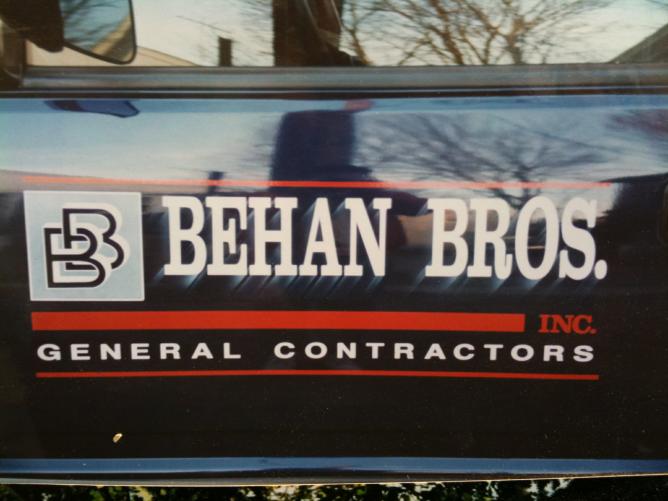 BB
BEHAN BROS.
INC.
GENERAL CONTRACTORS